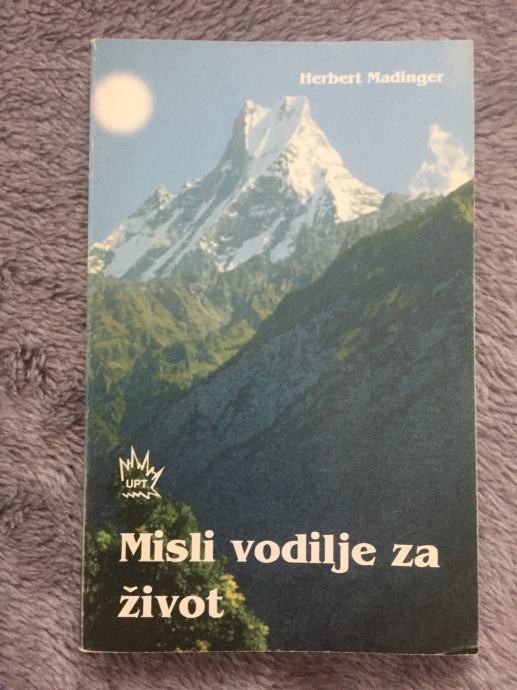 Herbert Madinger
UPT
Misli vodilje za
život